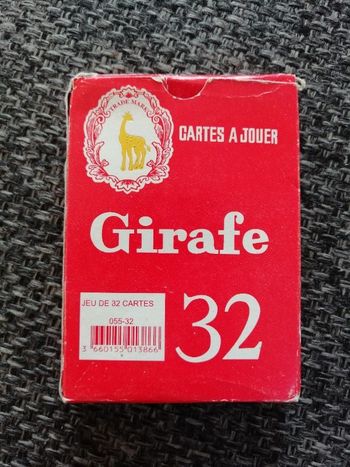 TRADE MARK
CARTES A JOUER
Girafe
JEU DE 32 CARTES
055-32
3 660155 013866
32